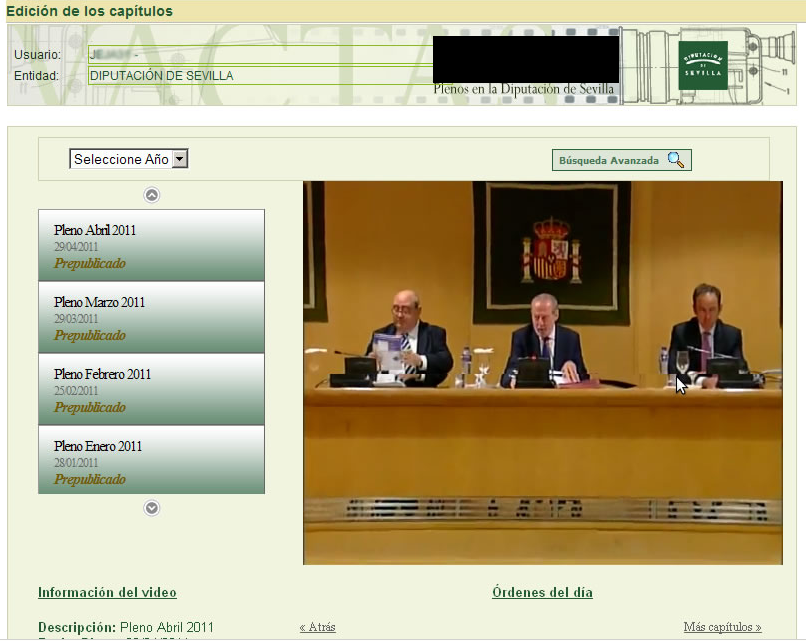 Edición de los capítulos
Usuario:
Entidad: DIPUTACIÓN DE SEVILLA
Plenos en la Diputación de Sevilla
DIPUTACION
DE
SEVILLA
Seleccione Año
Búsqueda Avanzada
Pleno Abril 2011
29/04/2011
Prepublicado
Pleno Marzo 2011
29/03/2011
Prepublicado
Pleno Febrero 2011
25/02/2011
Prepublicado
Pleno Enero 2011
28/01/2011
Prepublicado
Información del video
Órdenes del día
Descripción: Pleno Abril 2011
« Atrás
Más capítulos »